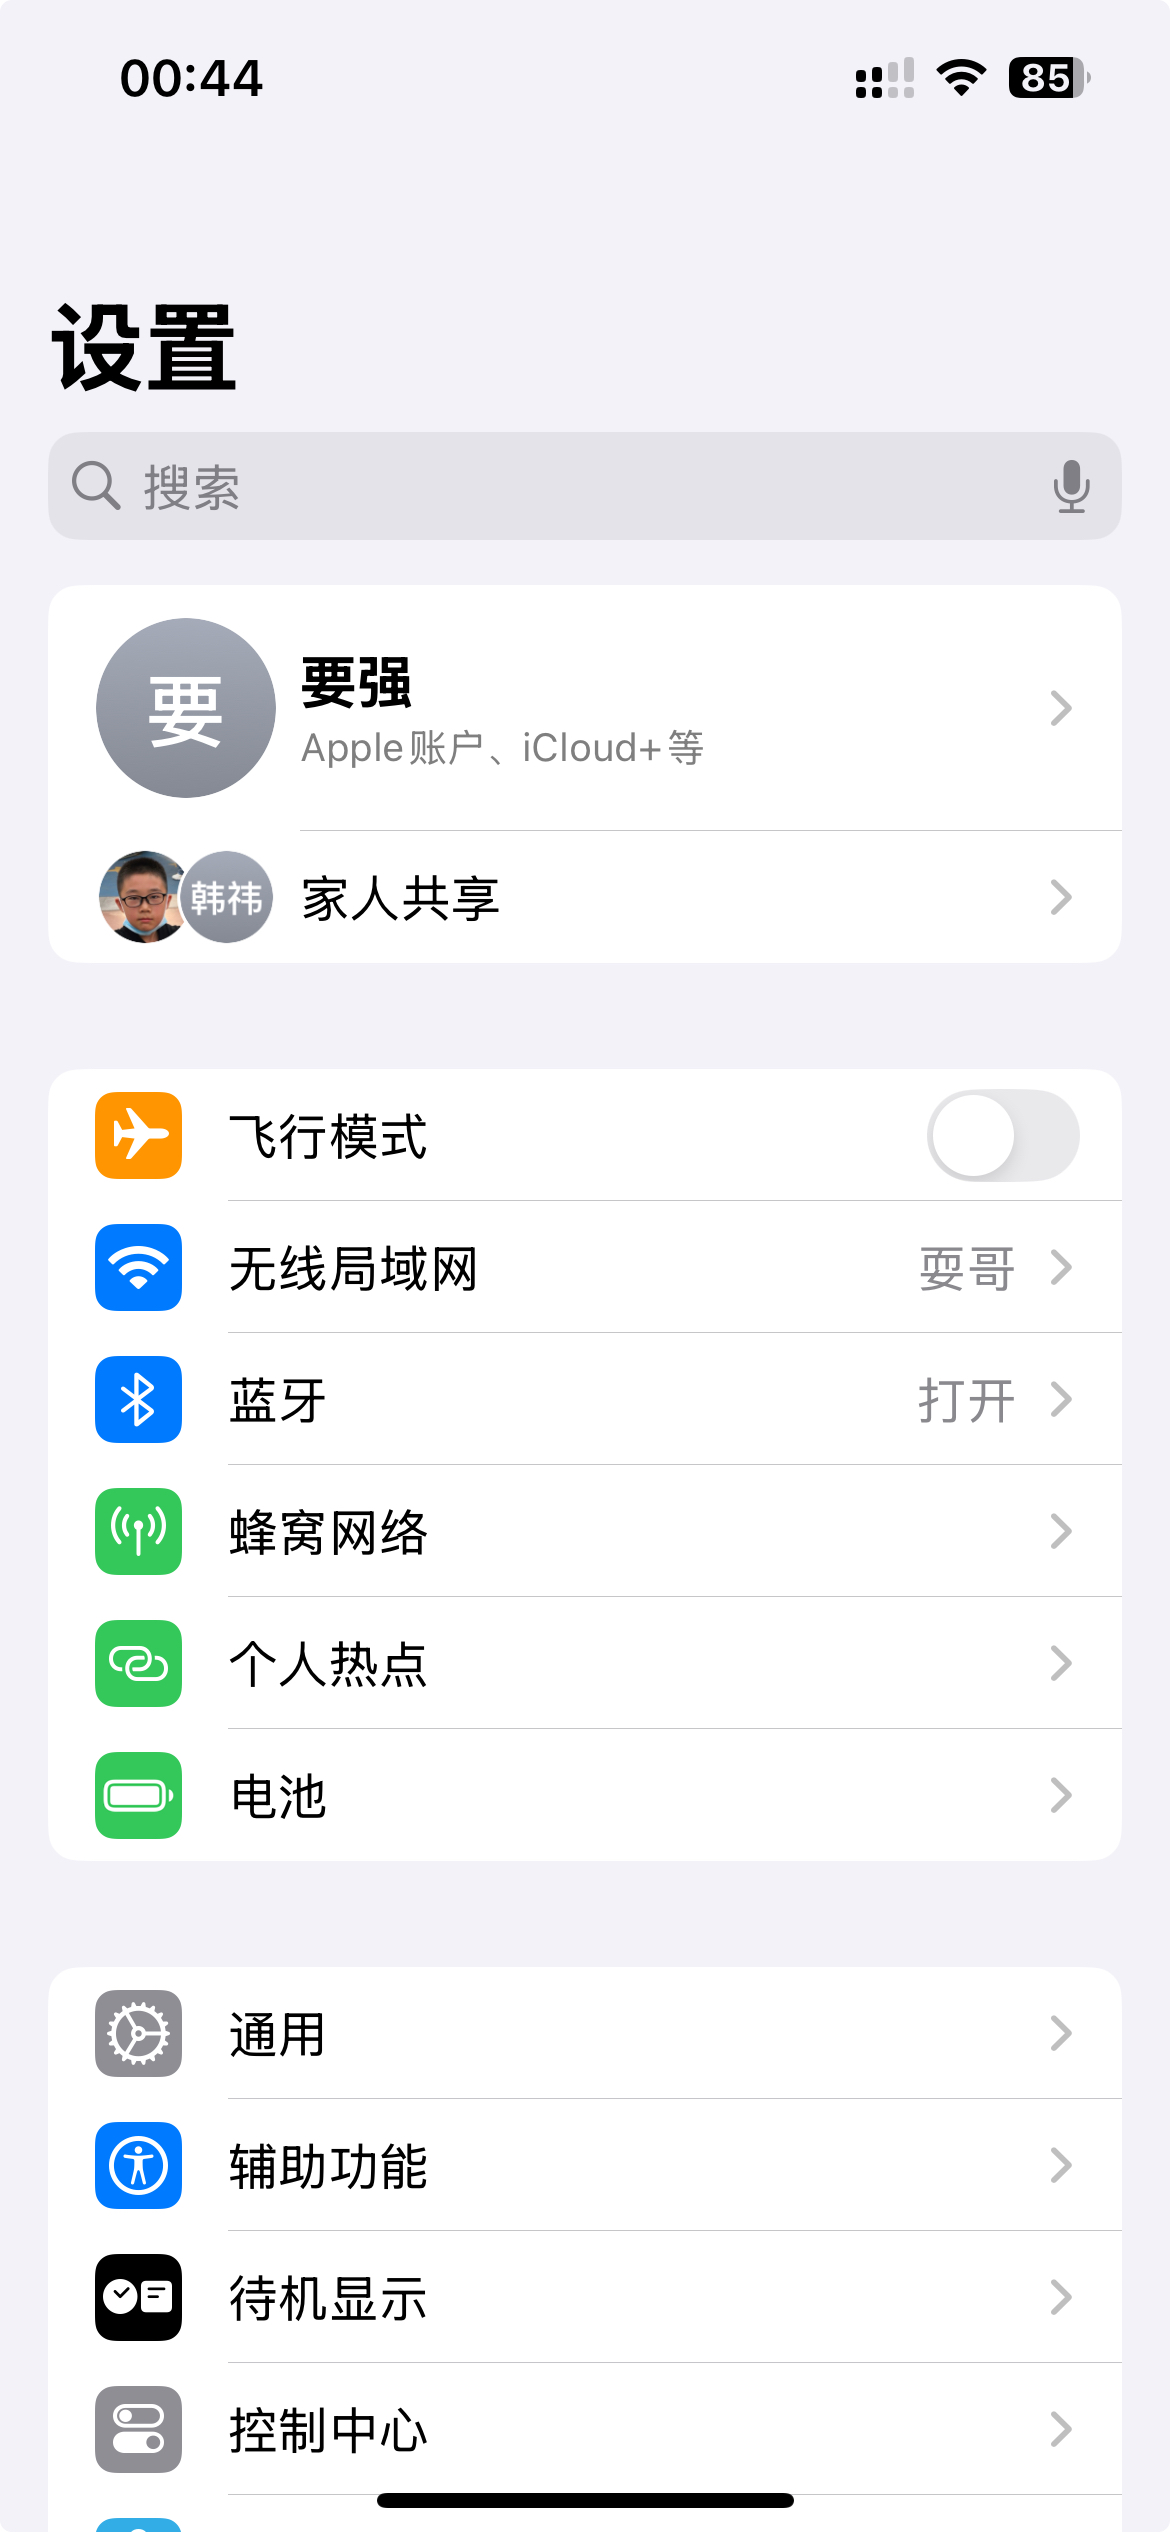 00:44
85
设置
搜索
要
要强
Apple账户、iCloud+等
韩祎
家人共享
飞行模式
无线局域网 耍哥
蓝牙 打开
蜂窝网络
个人热点
电池
通用
辅助功能
待机显示
控制中心